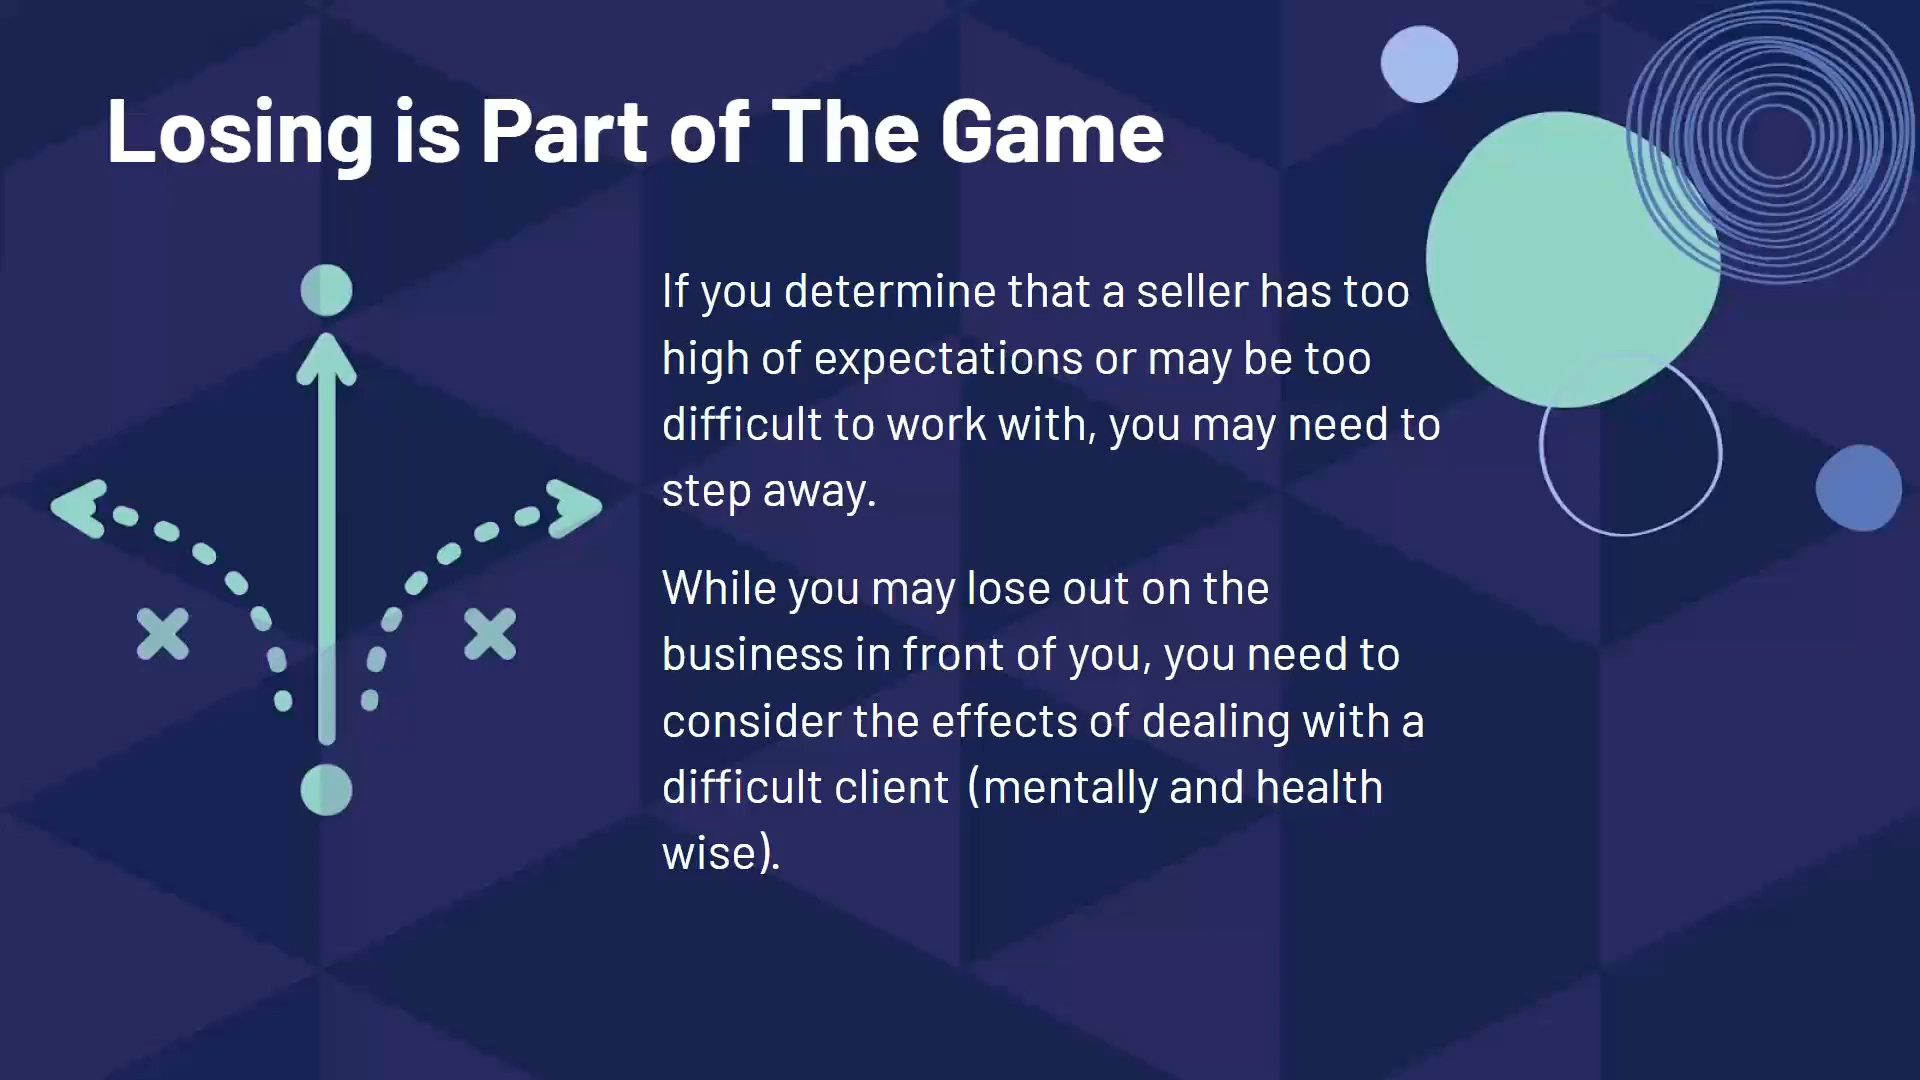 Losing is Part of The Game
If you determine that a seller has too
high of expectations or may be too
difficult to work with, you may need to
step away.
While you may lose out on the
business in front of you, you need to
consider the effects of dealing with a
difficult client (mentally and health
wise).